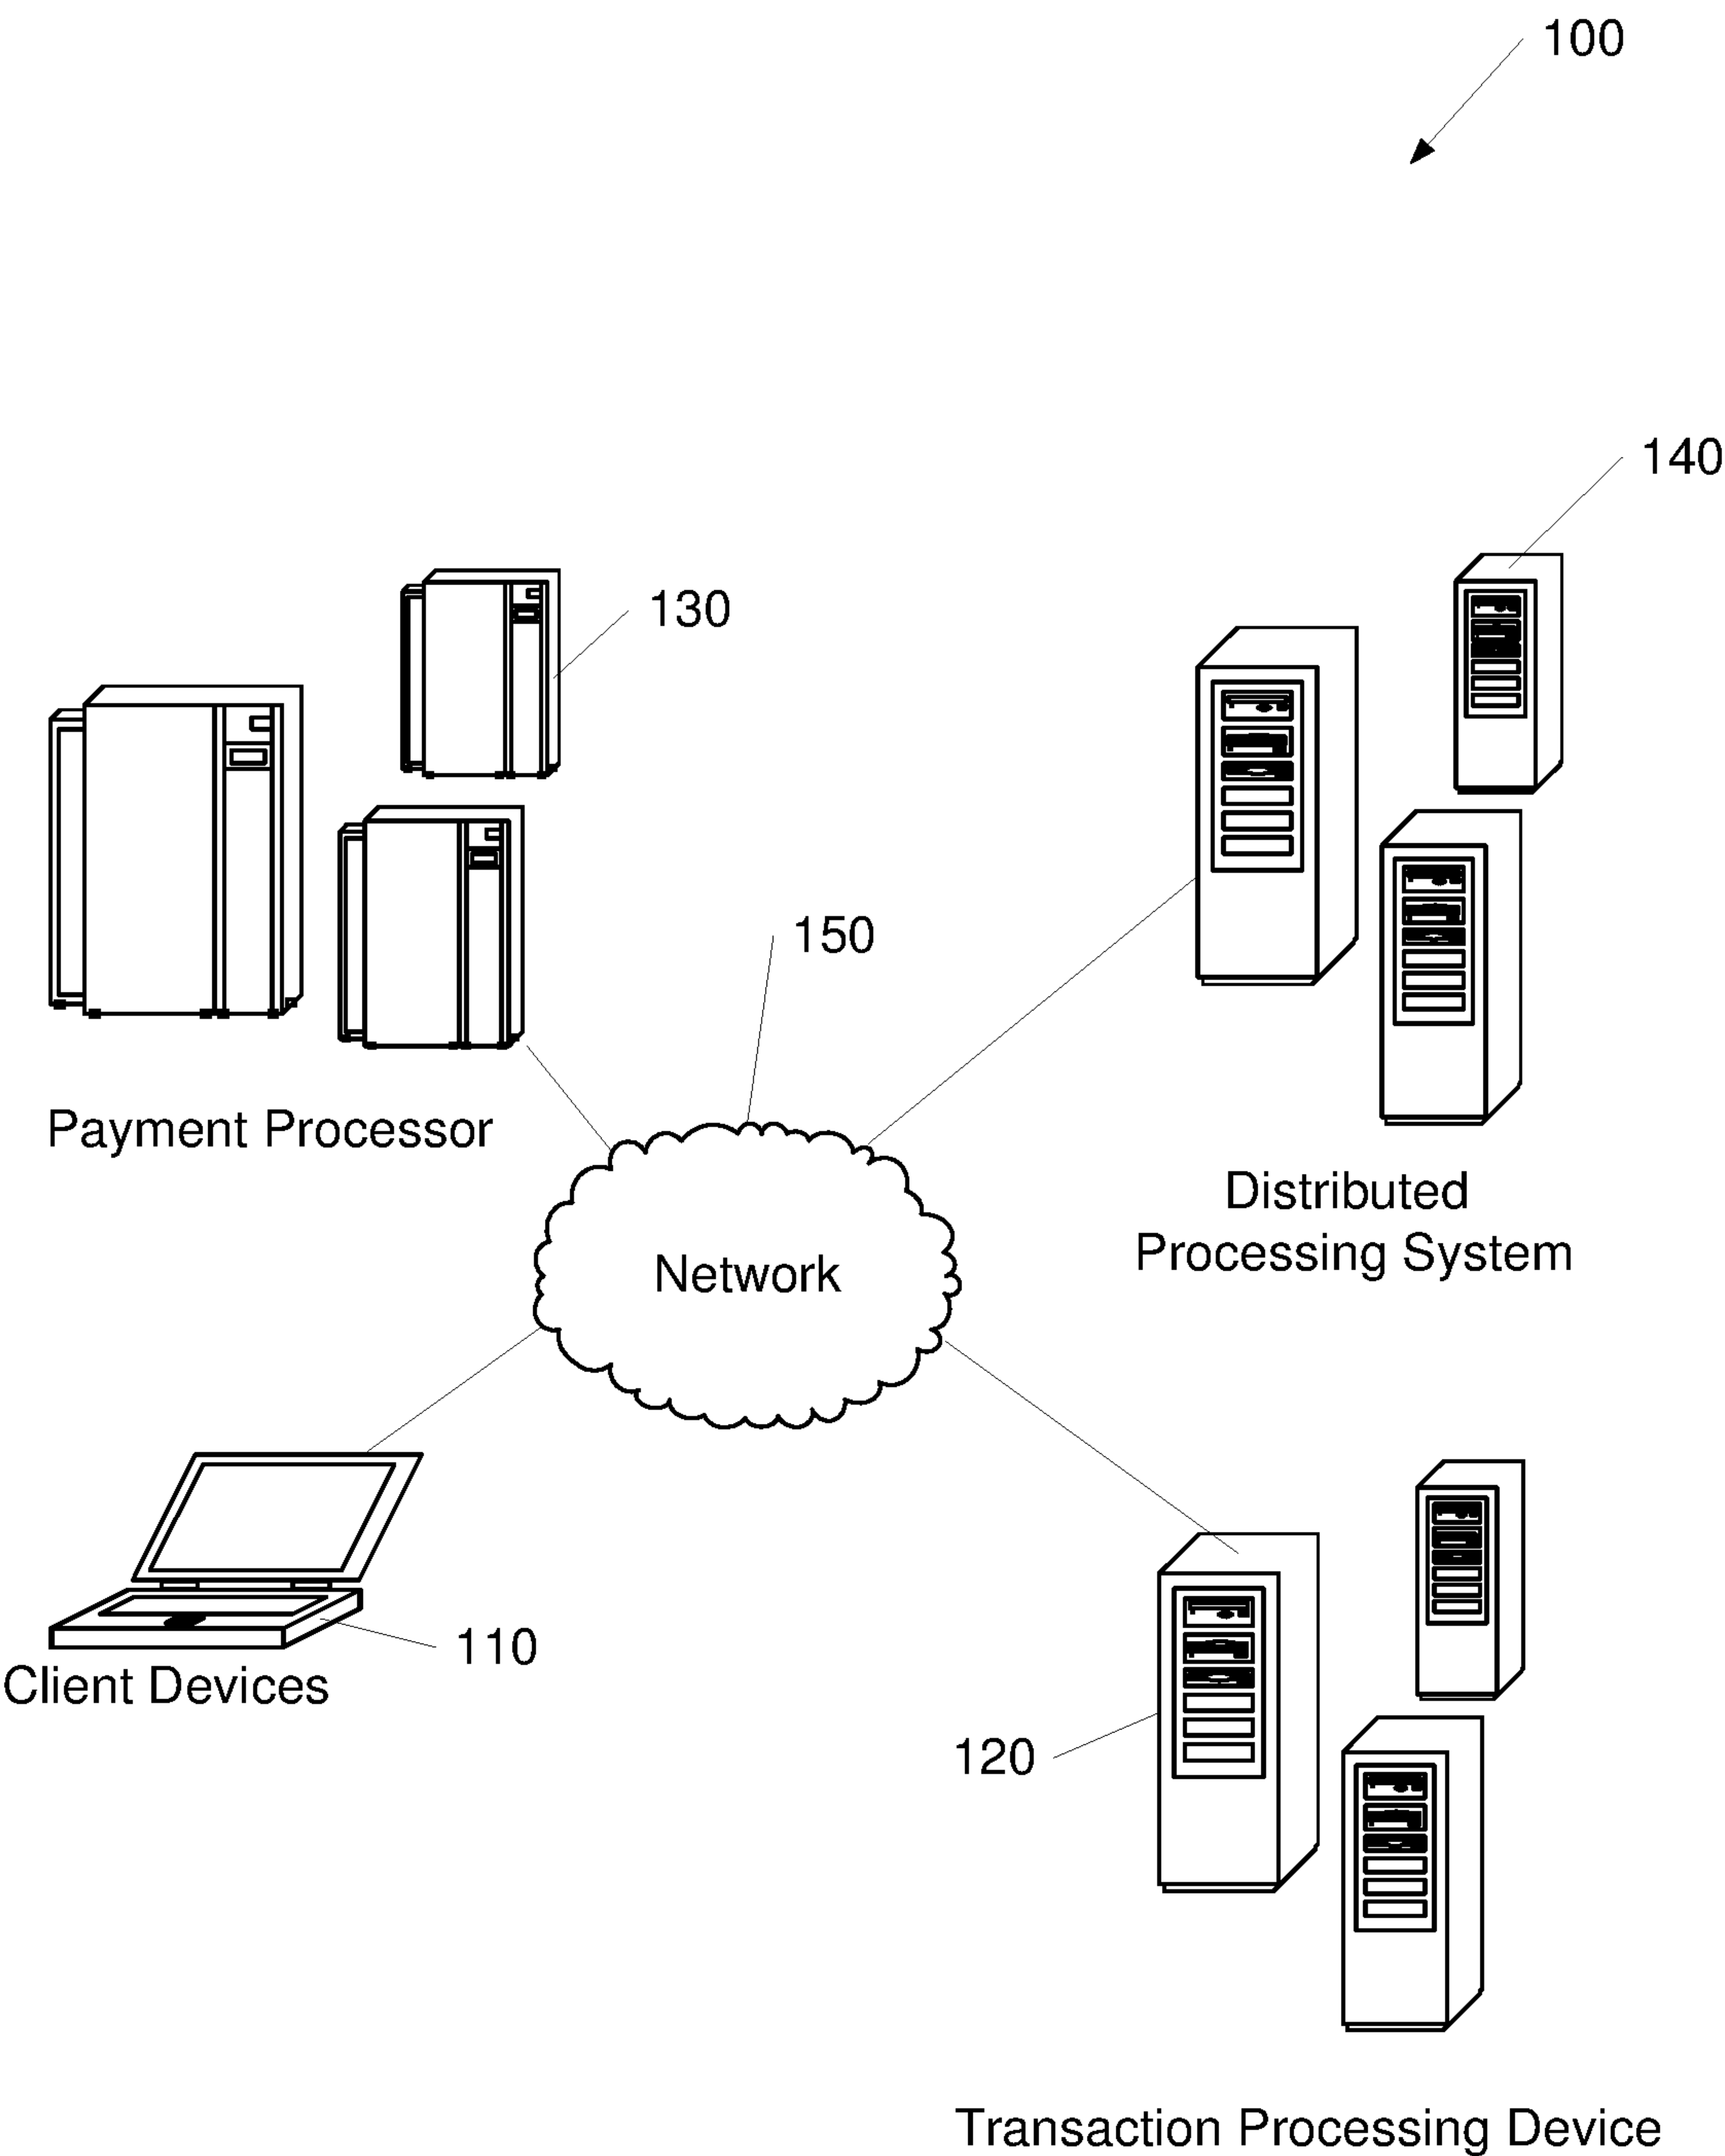 100
140
130
150
Payment Processor
Distributed
Processing System
Network
110
Client Devices
120
Transaction Processing Device